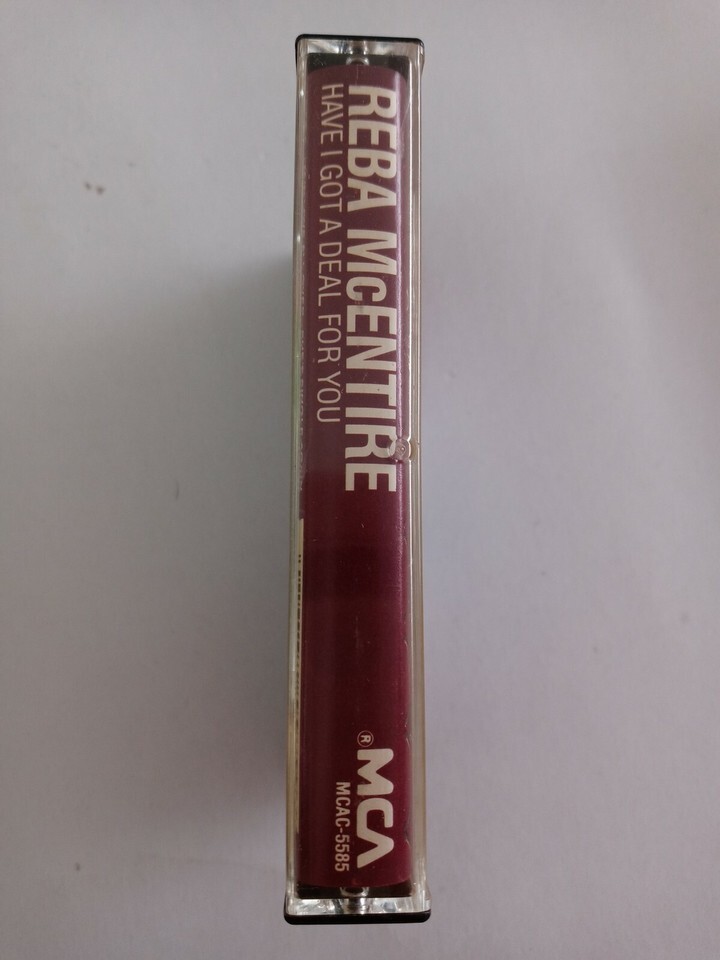 REBA McENTIRE
HAVE I GOT A DEAL FOR YOU
MCA®
MCAC-5585